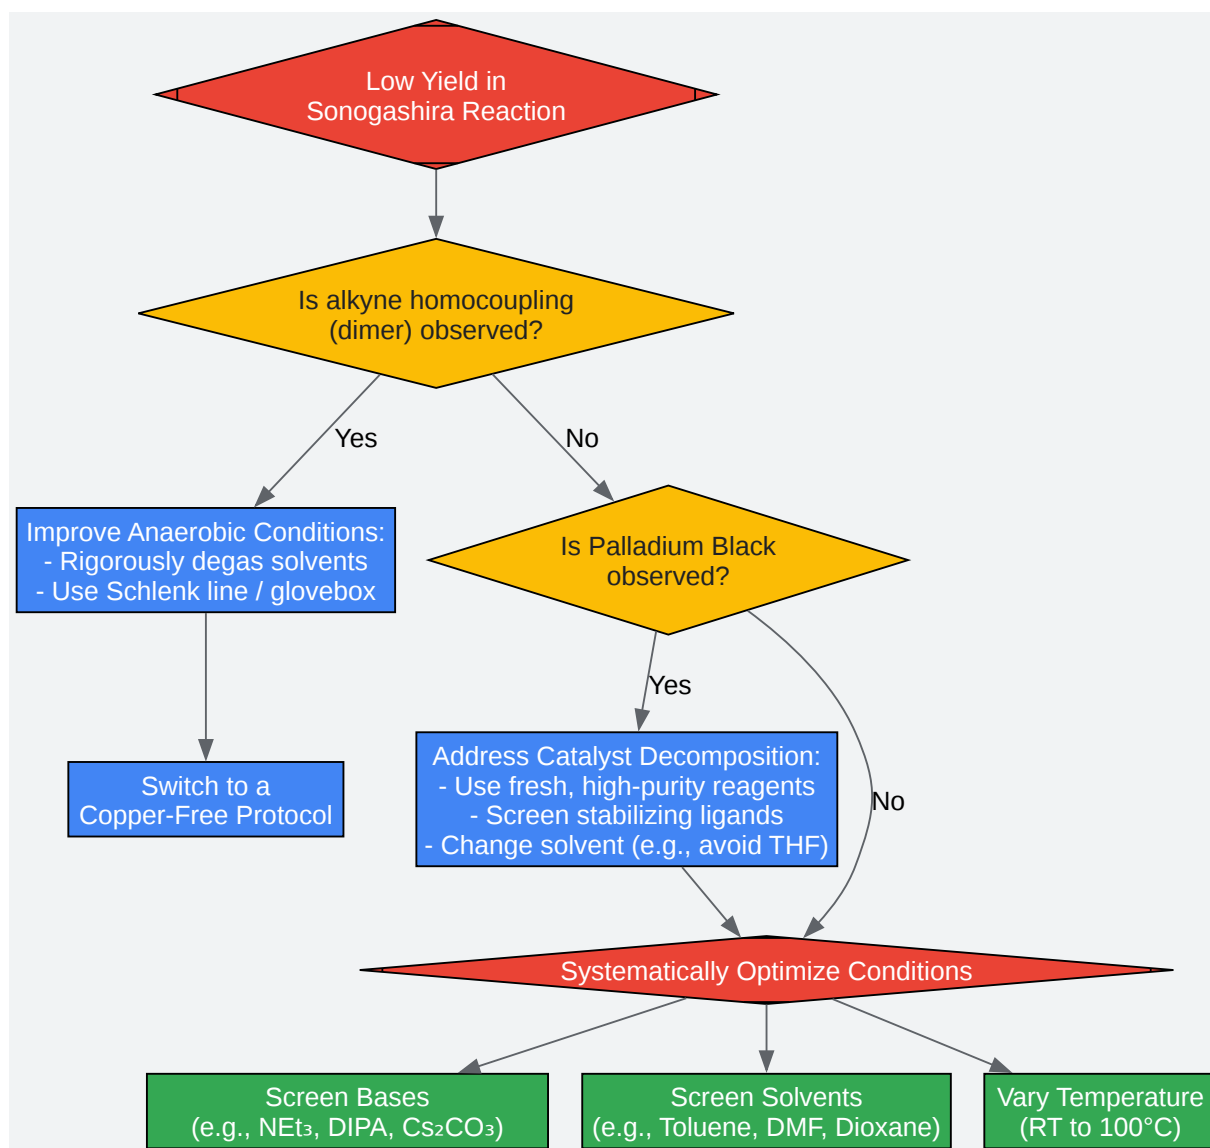 Low Yield in
Sonogashira Reaction
Is alkyne homocoupling
(dimer) observed?
Yes
No
Improve Anaerobic Conditions:
- Rigorously degas solvents
- Use Schlenk line / glovebox
Is Palladium Black
observed?
Yes
Switch to a
Copper-Free Protocol
Address Catalyst Decomposition:
- Use fresh, high-purity reagents
- Screen stabilizing ligands
- Change solvent (e.g., avoid THF)
No
Systematically Optimize Conditions
Screen Bases
(e.g., NEt₃, DIPA, Cs₂CO₃)
Screen Solvents
(e.g., Toluene, DMF, Dioxane)
Vary Temperature
(RT to 100°C)